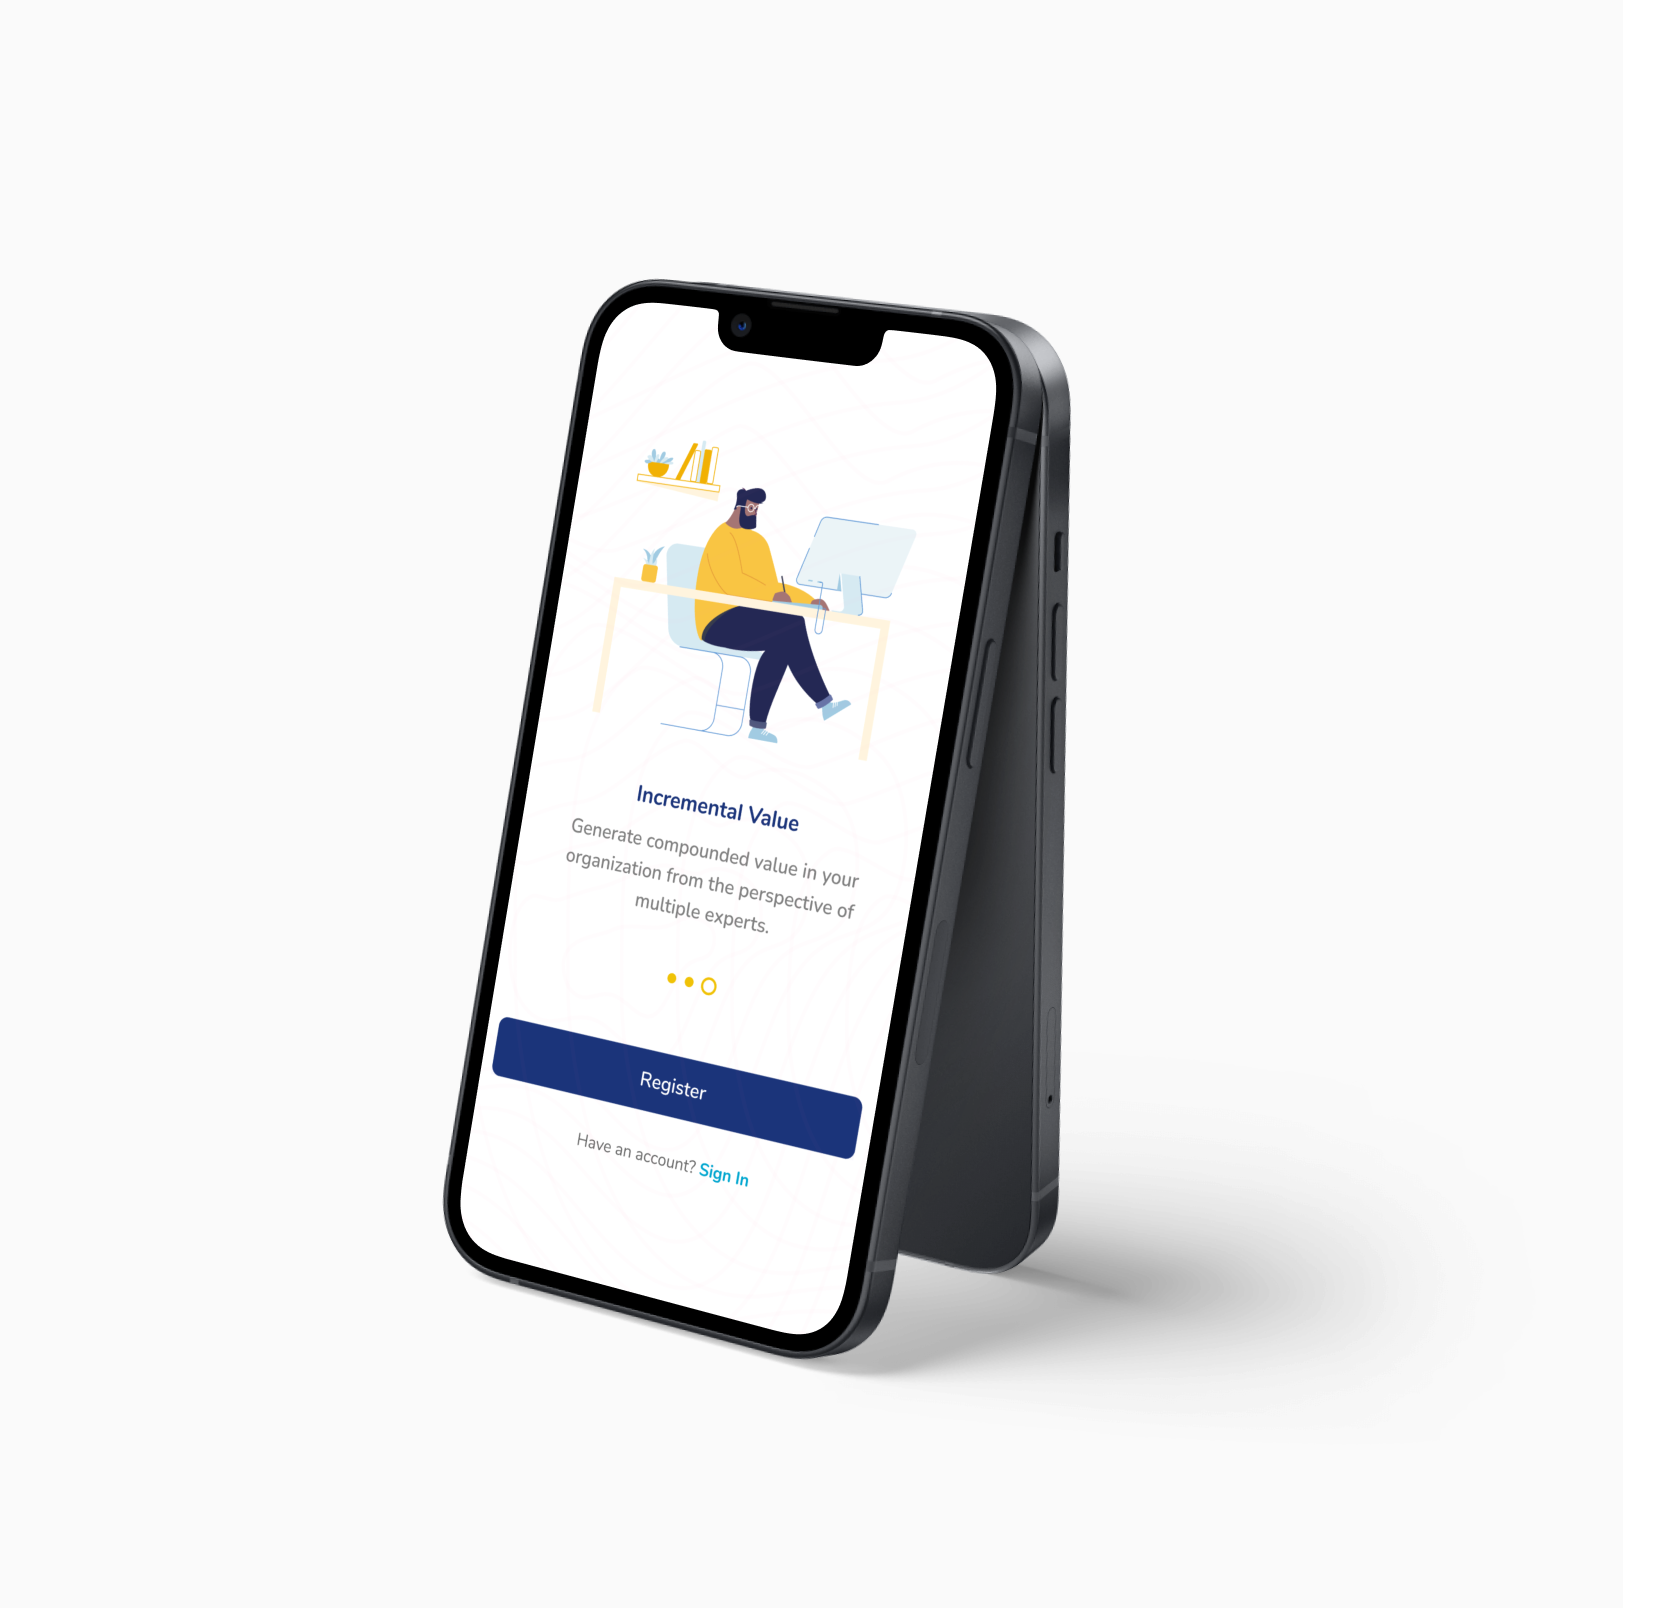 Incremental Value
Generate compounded value in your
organization from the perspective of
multiple experts.
Register
Have an account? Sign In